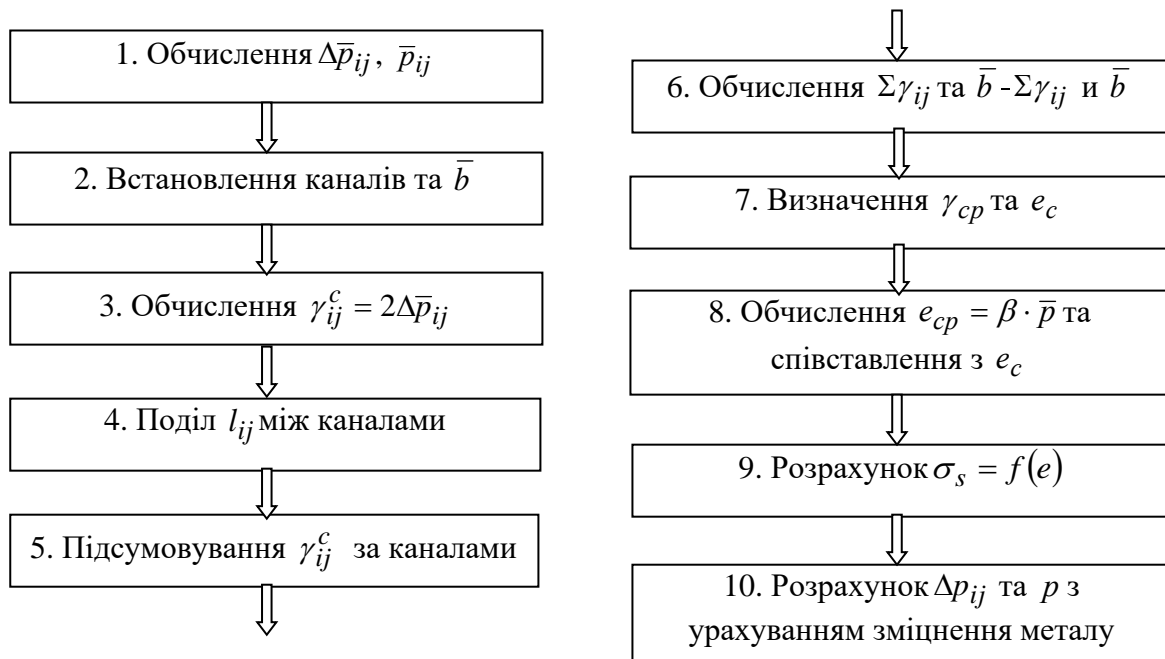 1. Обчислення Δp̅ij, p̅ij
2. Встановлення каналів та b̅
3. Обчислення γᶜij = 2Δp̅ij
4. Поділ lij між каналами
5. Підсумовування γᶜij за каналами
6. Обчислення Σγij та b̅ - Σγij и b̅
7. Визначення γcp та ec
8. Обчислення ecp = β · p̅ та
співставлення з ec
9. Розрахунок σs = f(e)
10. Розрахунок Δpij та p з
урахуванням зміцнення металу